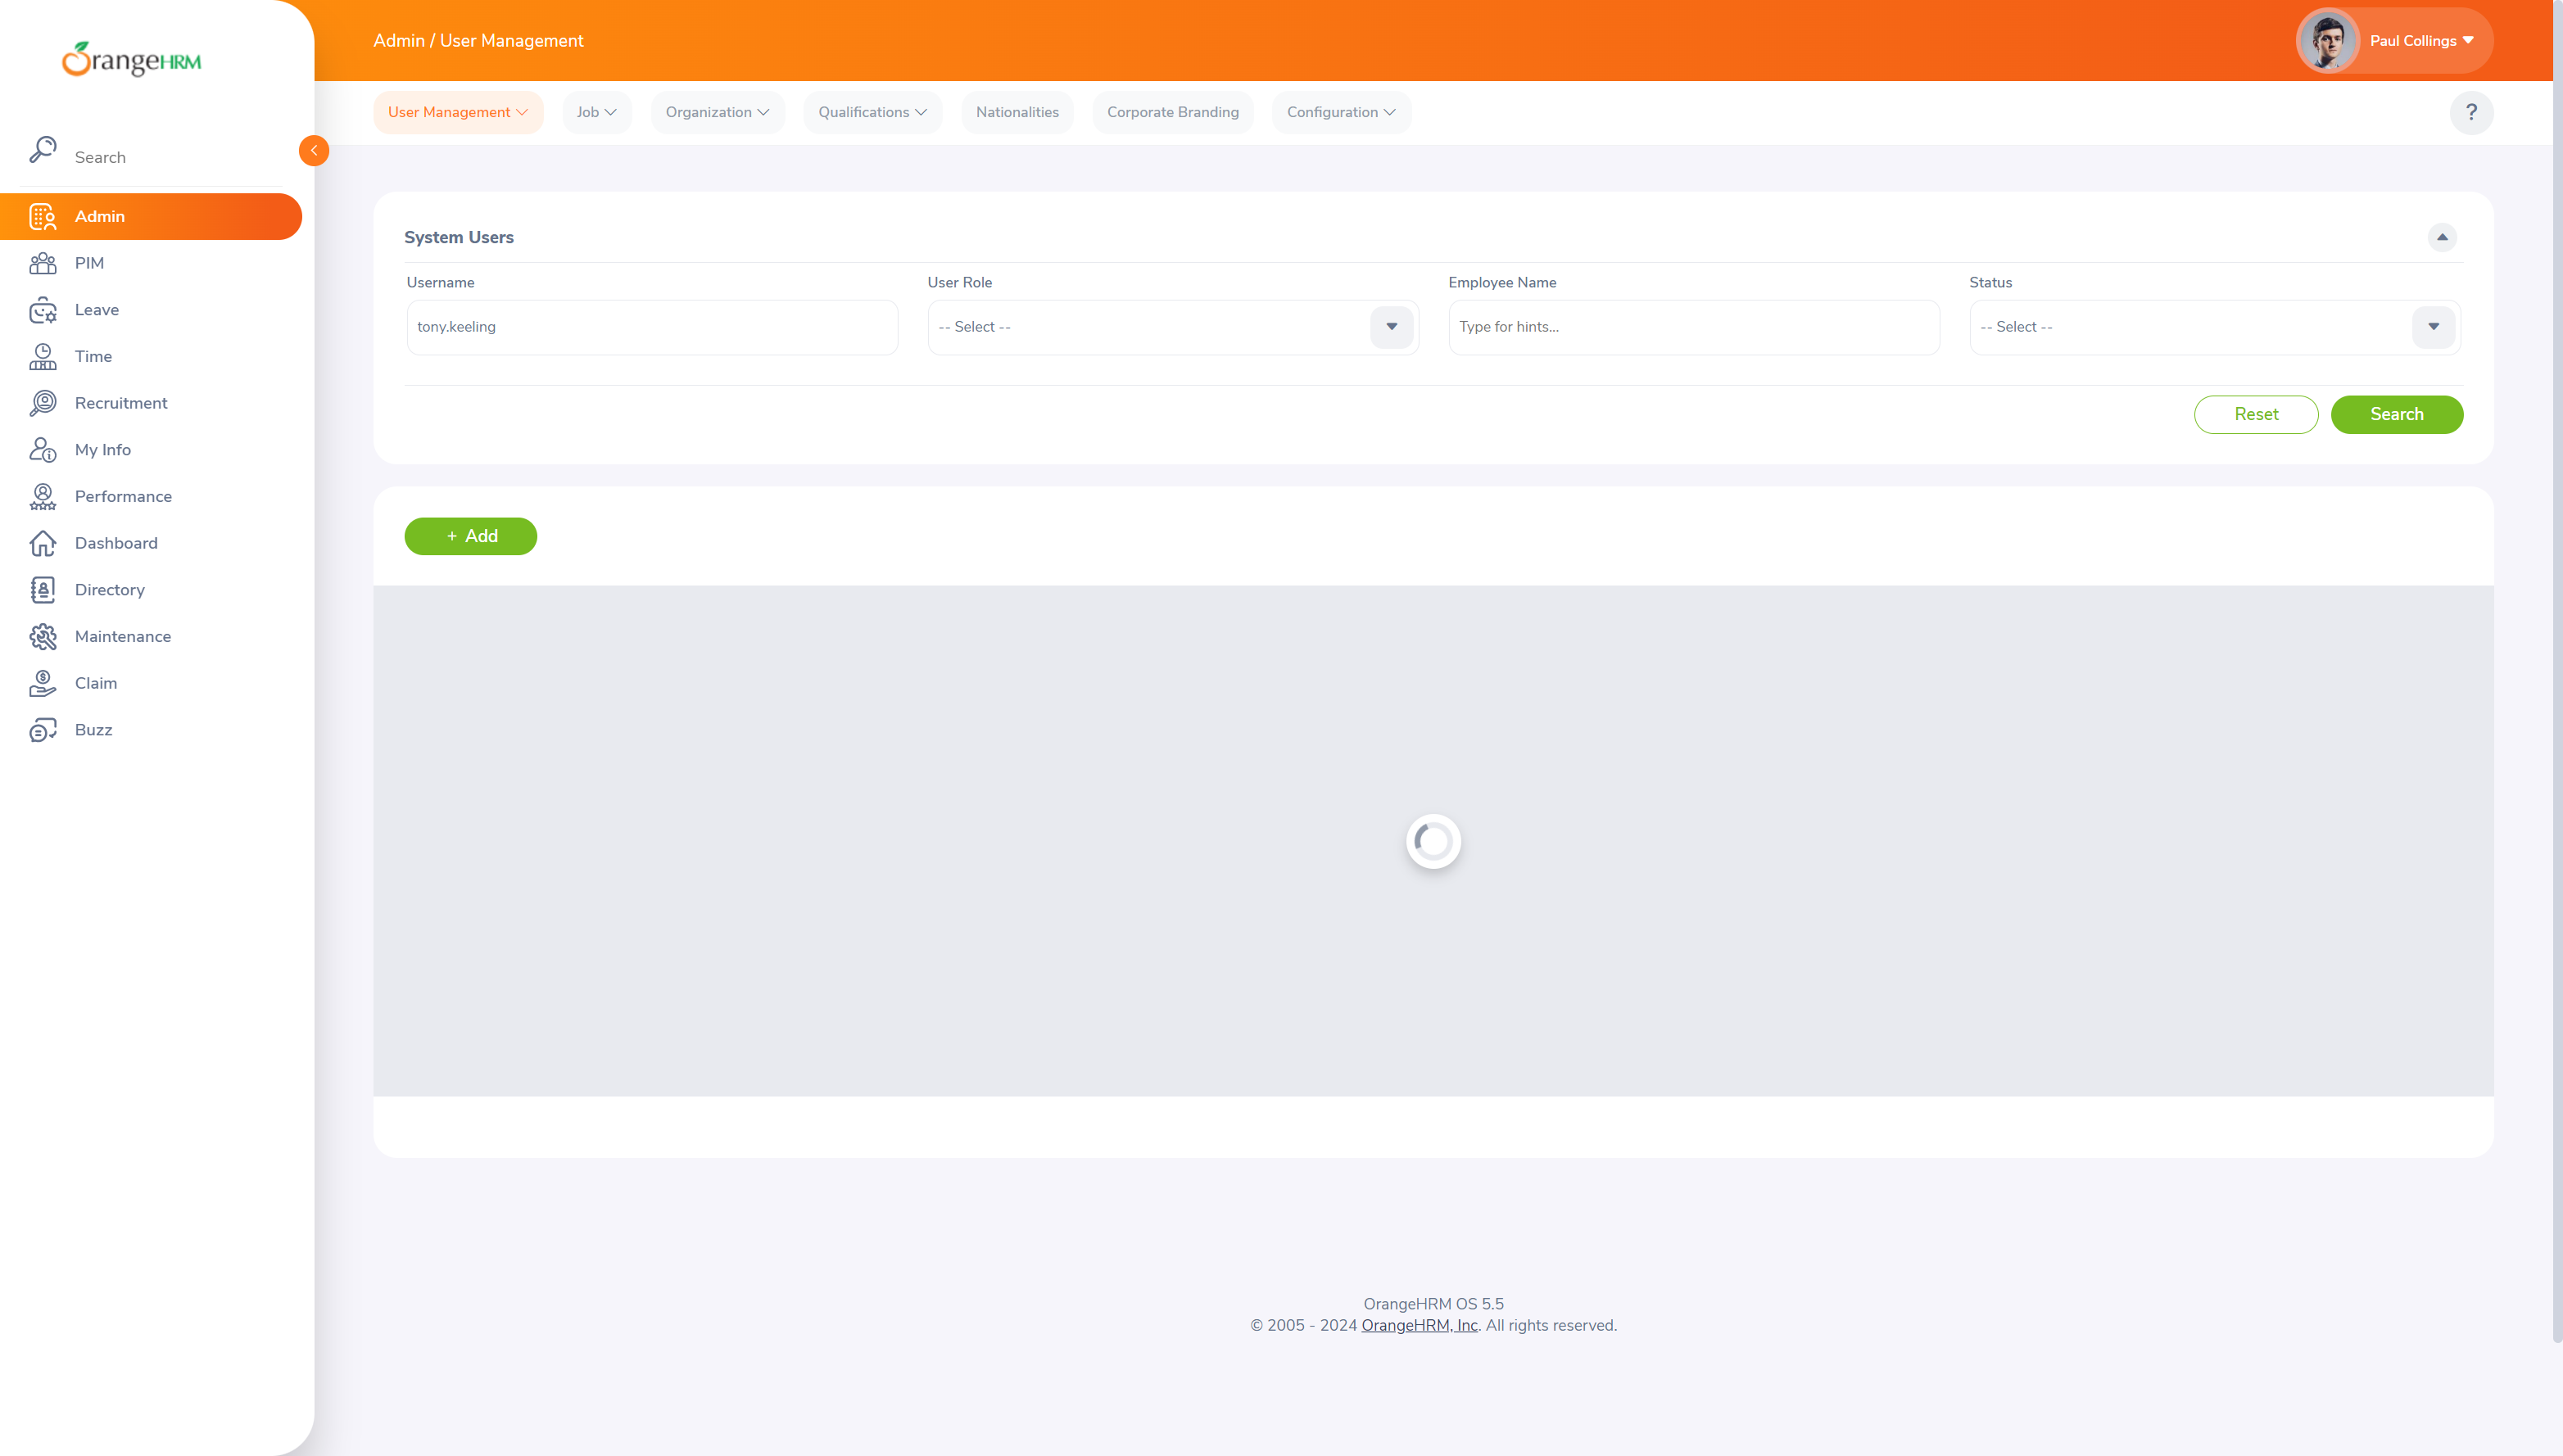 OrangeHRM
Admin / User Management
Paul Collings
User Management
Job
Organization
Qualifications
Nationalities
Corporate Branding
Configuration
?
Search
Admin
PIM
Leave
Time
Recruitment
My Info
Performance
Dashboard
Directory
Maintenance
Claim
Buzz
System Users
Username
User Role
Employee Name
Status
tony.keeling
-- Select --
Type for hints...
-- Select --
Reset
Search
+ Add
OrangeHRM OS 5.5
© 2005 - 2024 OrangeHRM, Inc. All rights reserved.